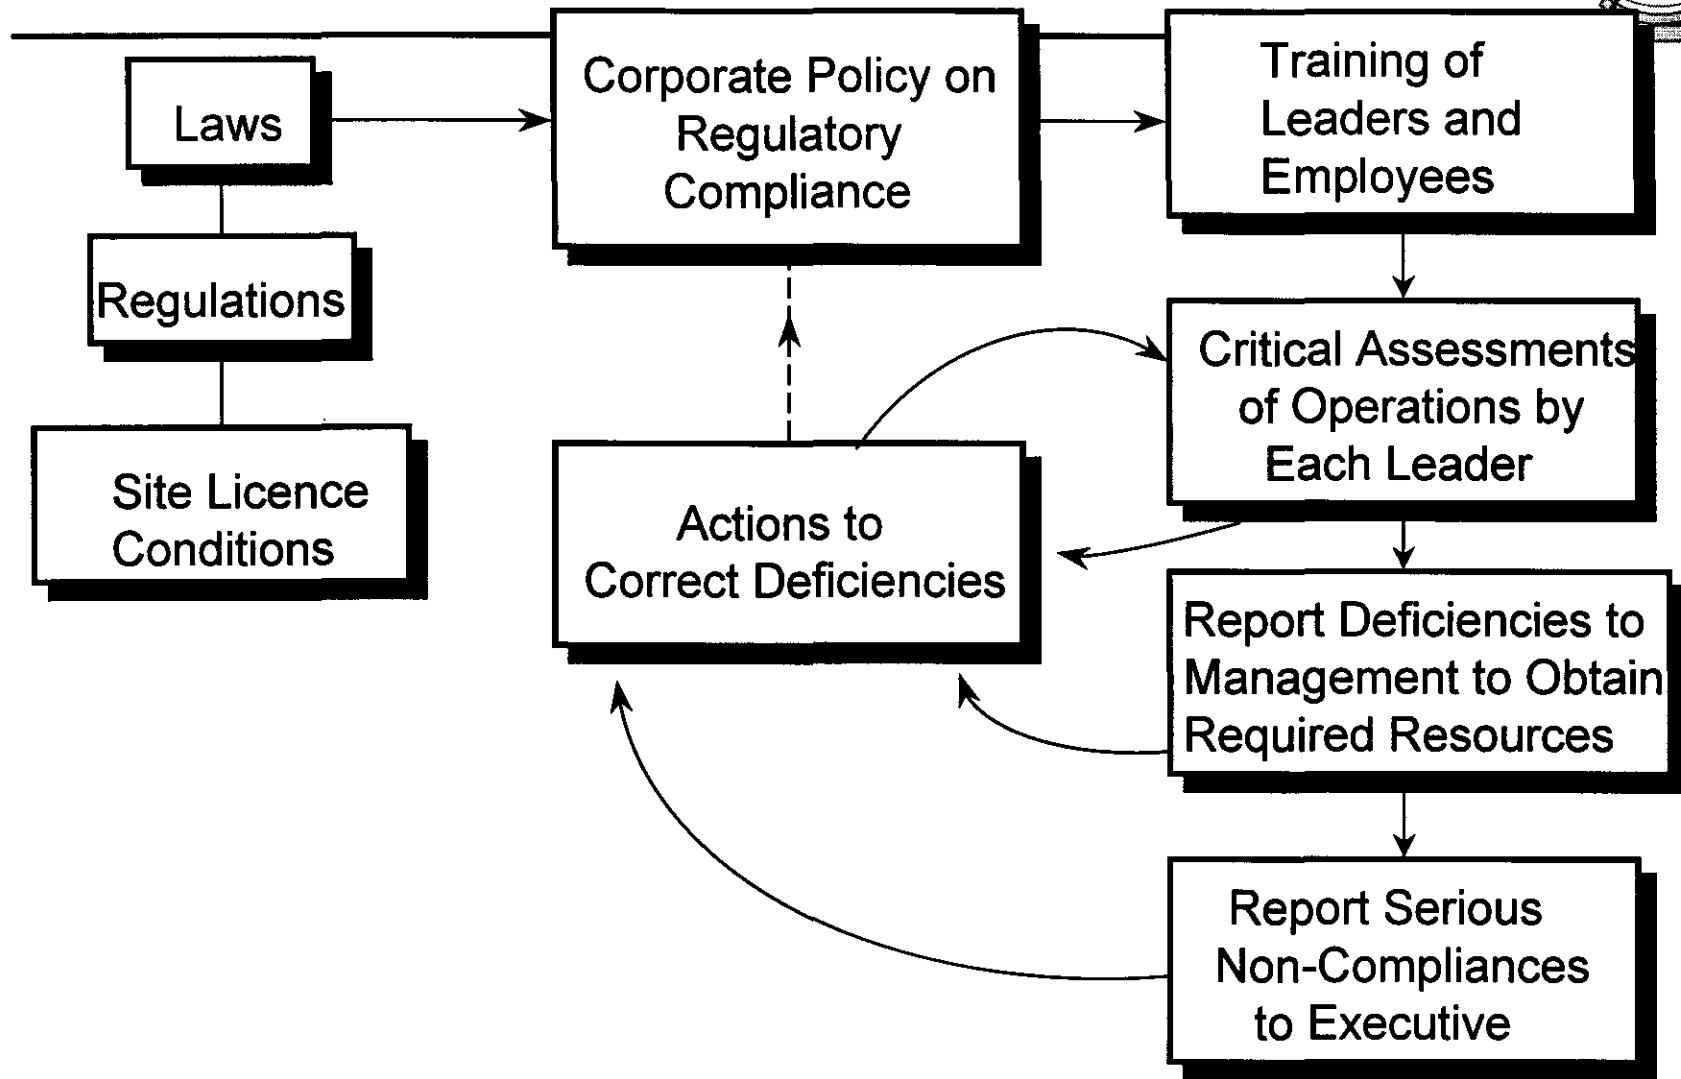 Laws
Regulations
Site Licence
Conditions
Corporate Policy on
Regulatory
Compliance
Training of
Leaders and
Employees
Critical Assessments
of Operations by
Each Leader
Actions to
Correct Deficiencies
Report Deficiencies to
Management to Obtain
Required Resources
Report Serious
Non-Compliances
to Executive